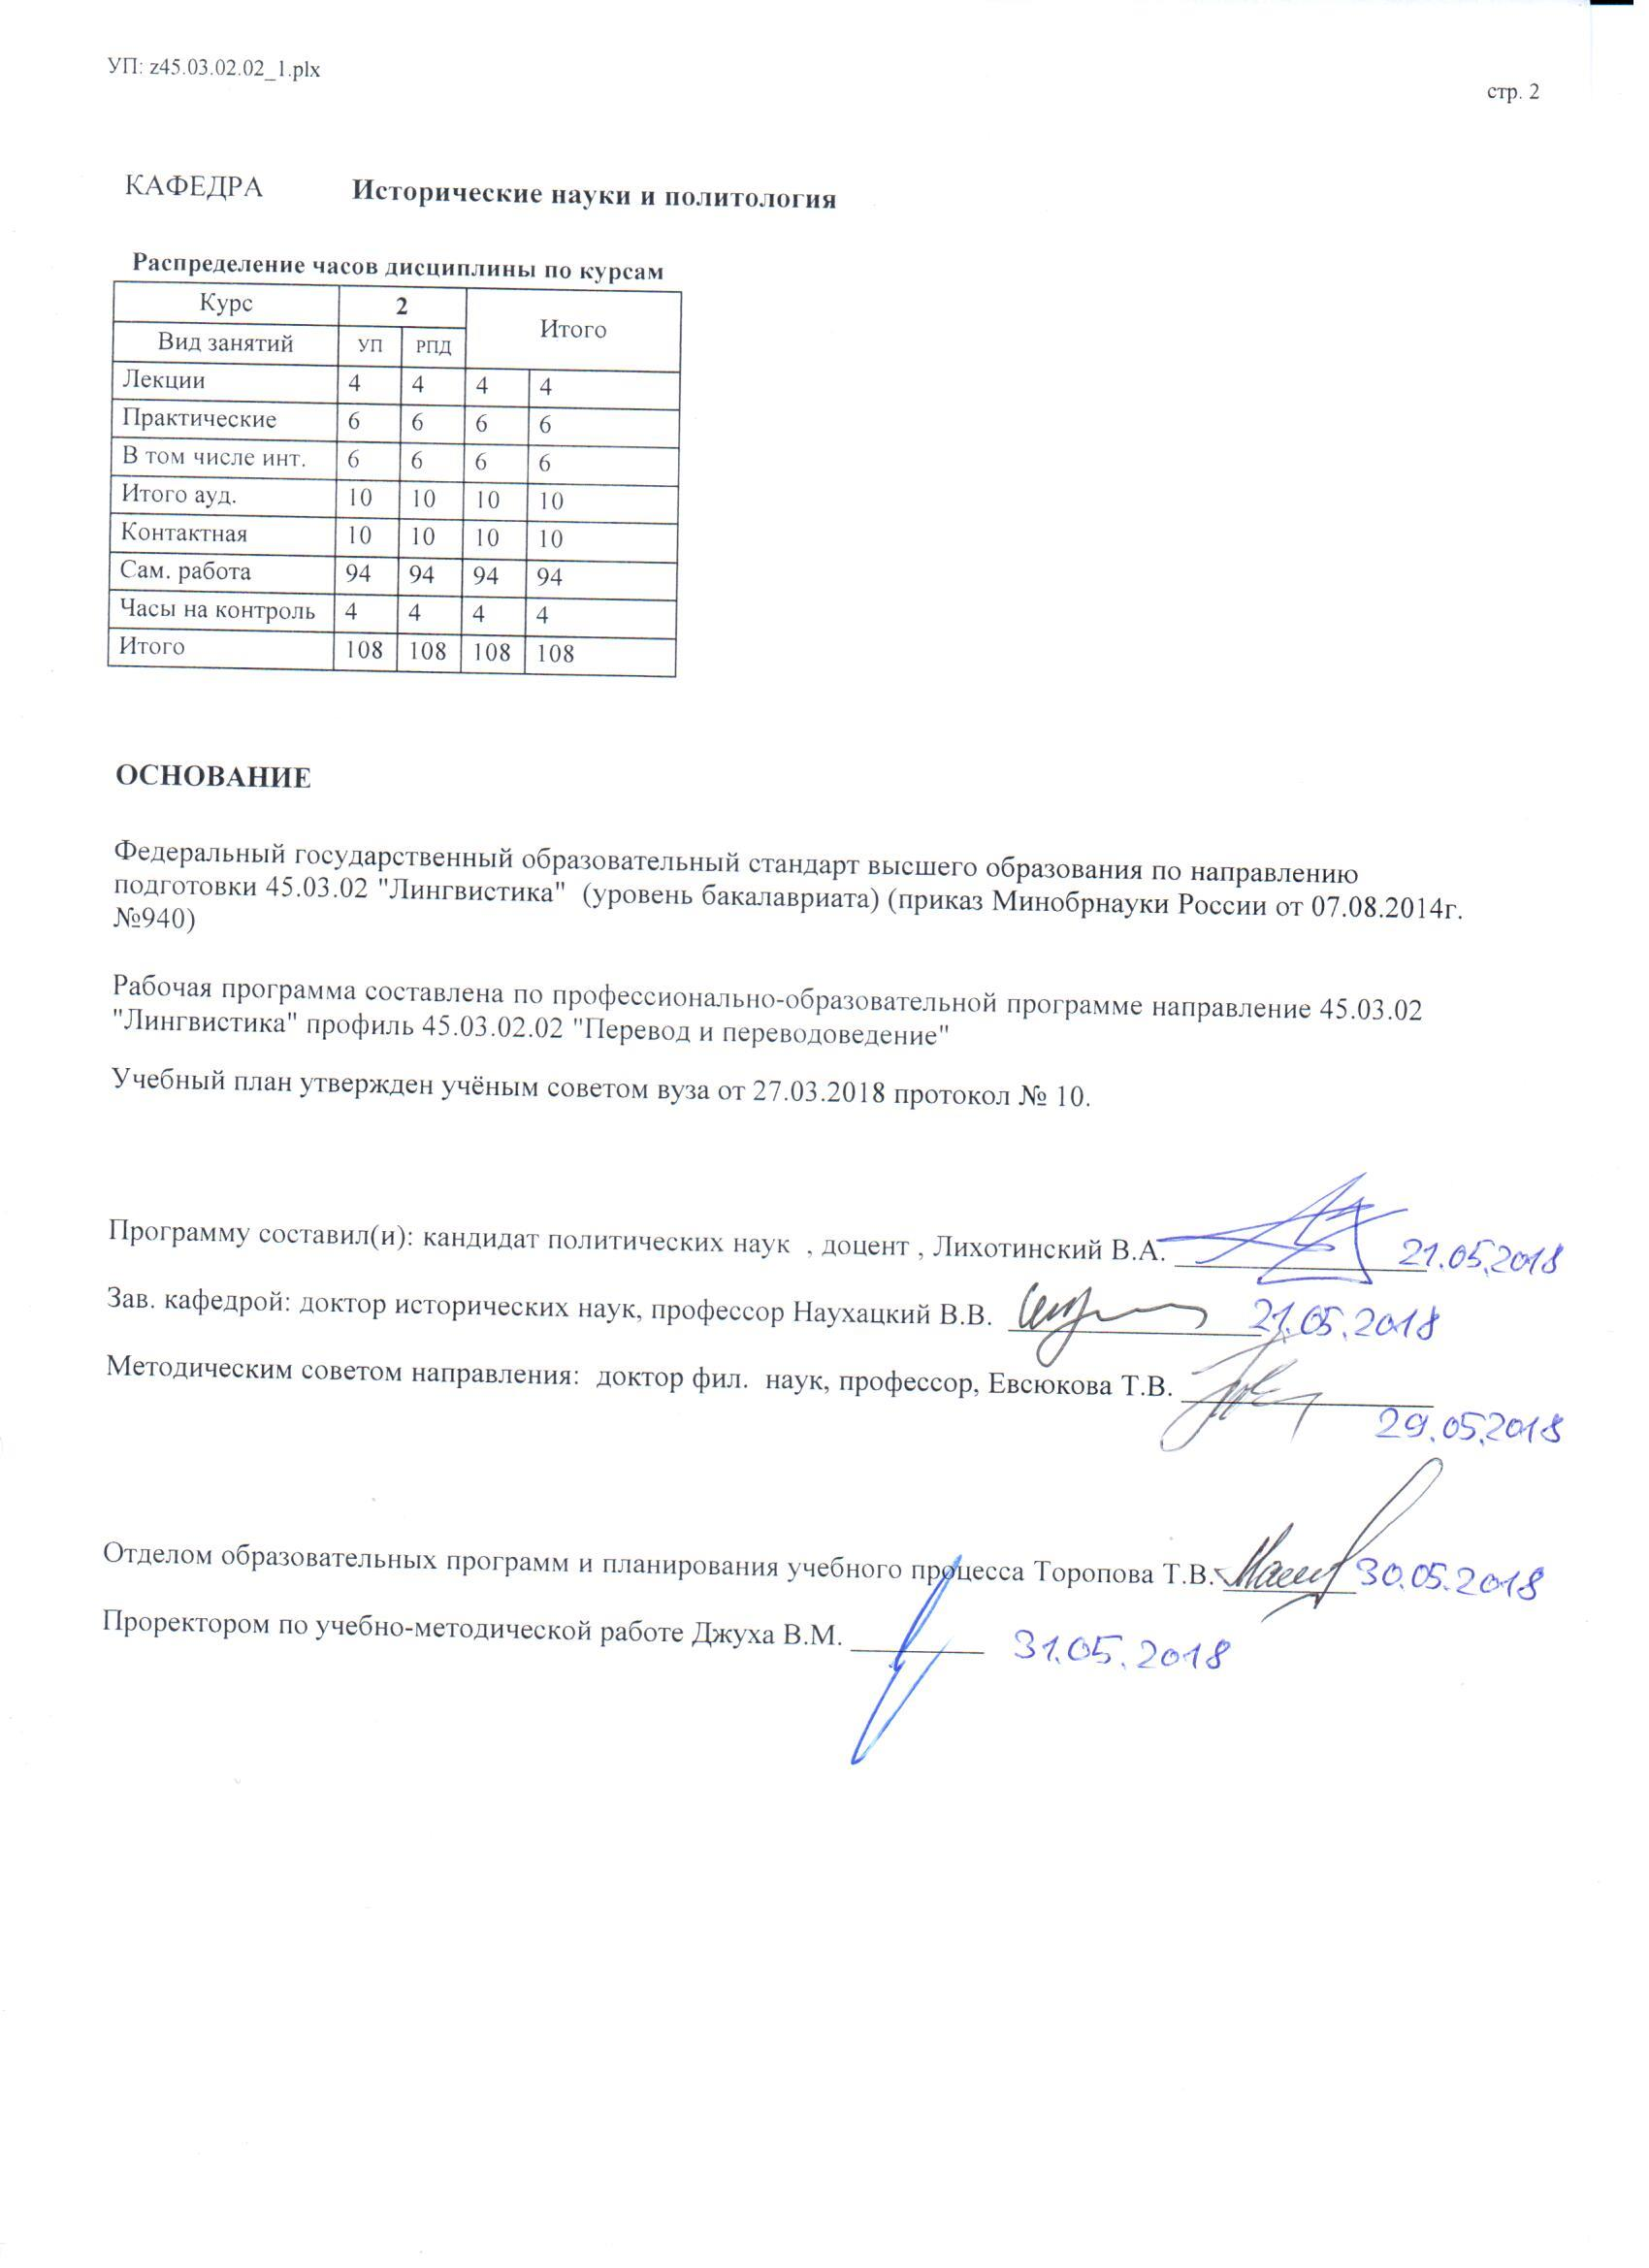 УП: z45.03.02.02_1.plx
стр. 2
КАФЕДРА Исторические науки и политология
Распределение часов дисциплины по курсам
Курс 2 Итого
Вид занятий УП РПД
Лекции 4 4 4 4
Практические 6 6 6 6
В том числе инт. 6 6 6 6
Итого ауд. 10 10 10 10
Контактная 10 10 10 10
Сам. работа 94 94 94 94
Часы на контроль 4 4 4 4
Итого 108 108 108 108
ОСНОВАНИЕ
Федеральный государственный образовательный стандарт высшего образования по направлению
подготовки 45.03.02 "Лингвистика" (уровень бакалавриата) (приказ Минобрнауки России от 07.08.2014г.
№940)
Рабочая программа составлена по профессионально-образовательной программе направление 45.03.02
"Лингвистика" профиль 45.03.02.02 "Перевод и переводоведение"
Учебный план утвержден учёным советом вуза от 27.03.2018 протокол № 10.
Программу составил(и): кандидат политических наук , доцент , Лихотинский В.А. 21.05.2018
Зав. кафедрой: доктор исторических наук, профессор Наухацкий В.В. 21.05.2018
Методическим советом направления: доктор фил. наук, профессор, Евсюкова Т.В.
29.05.2018
Отделом образовательных программ и планирования учебного процесса Торопова Т.В. 30.05.2018
Проректором по учебно-методической работе Джуха В.М. 31.05.2018